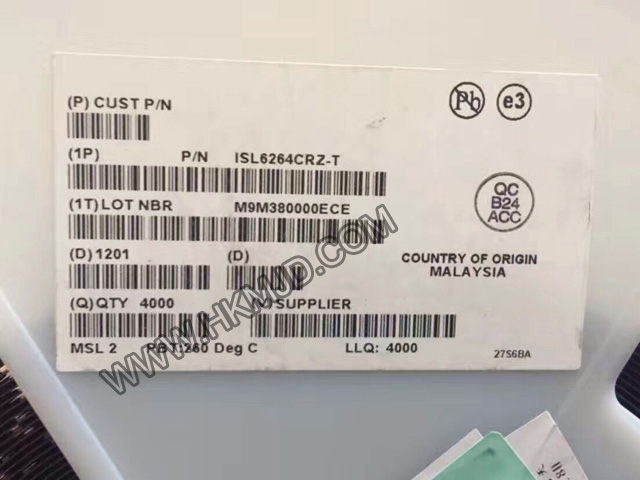 (P) CUST P/N
Pb
e3
(1P) P/N ISL6264CRZ-T
(1T) LOT NBR M9M380000ECE
QC
B24
ACC
(D) 1201 (D)
COUNTRY OF ORIGIN
MALAYSIA
(Q) QTY 4000 (V) SUPPLIER
MSL 2 PBT:260 Deg C LLQ: 4000
27S6BA
WWW.HKMJD.COM